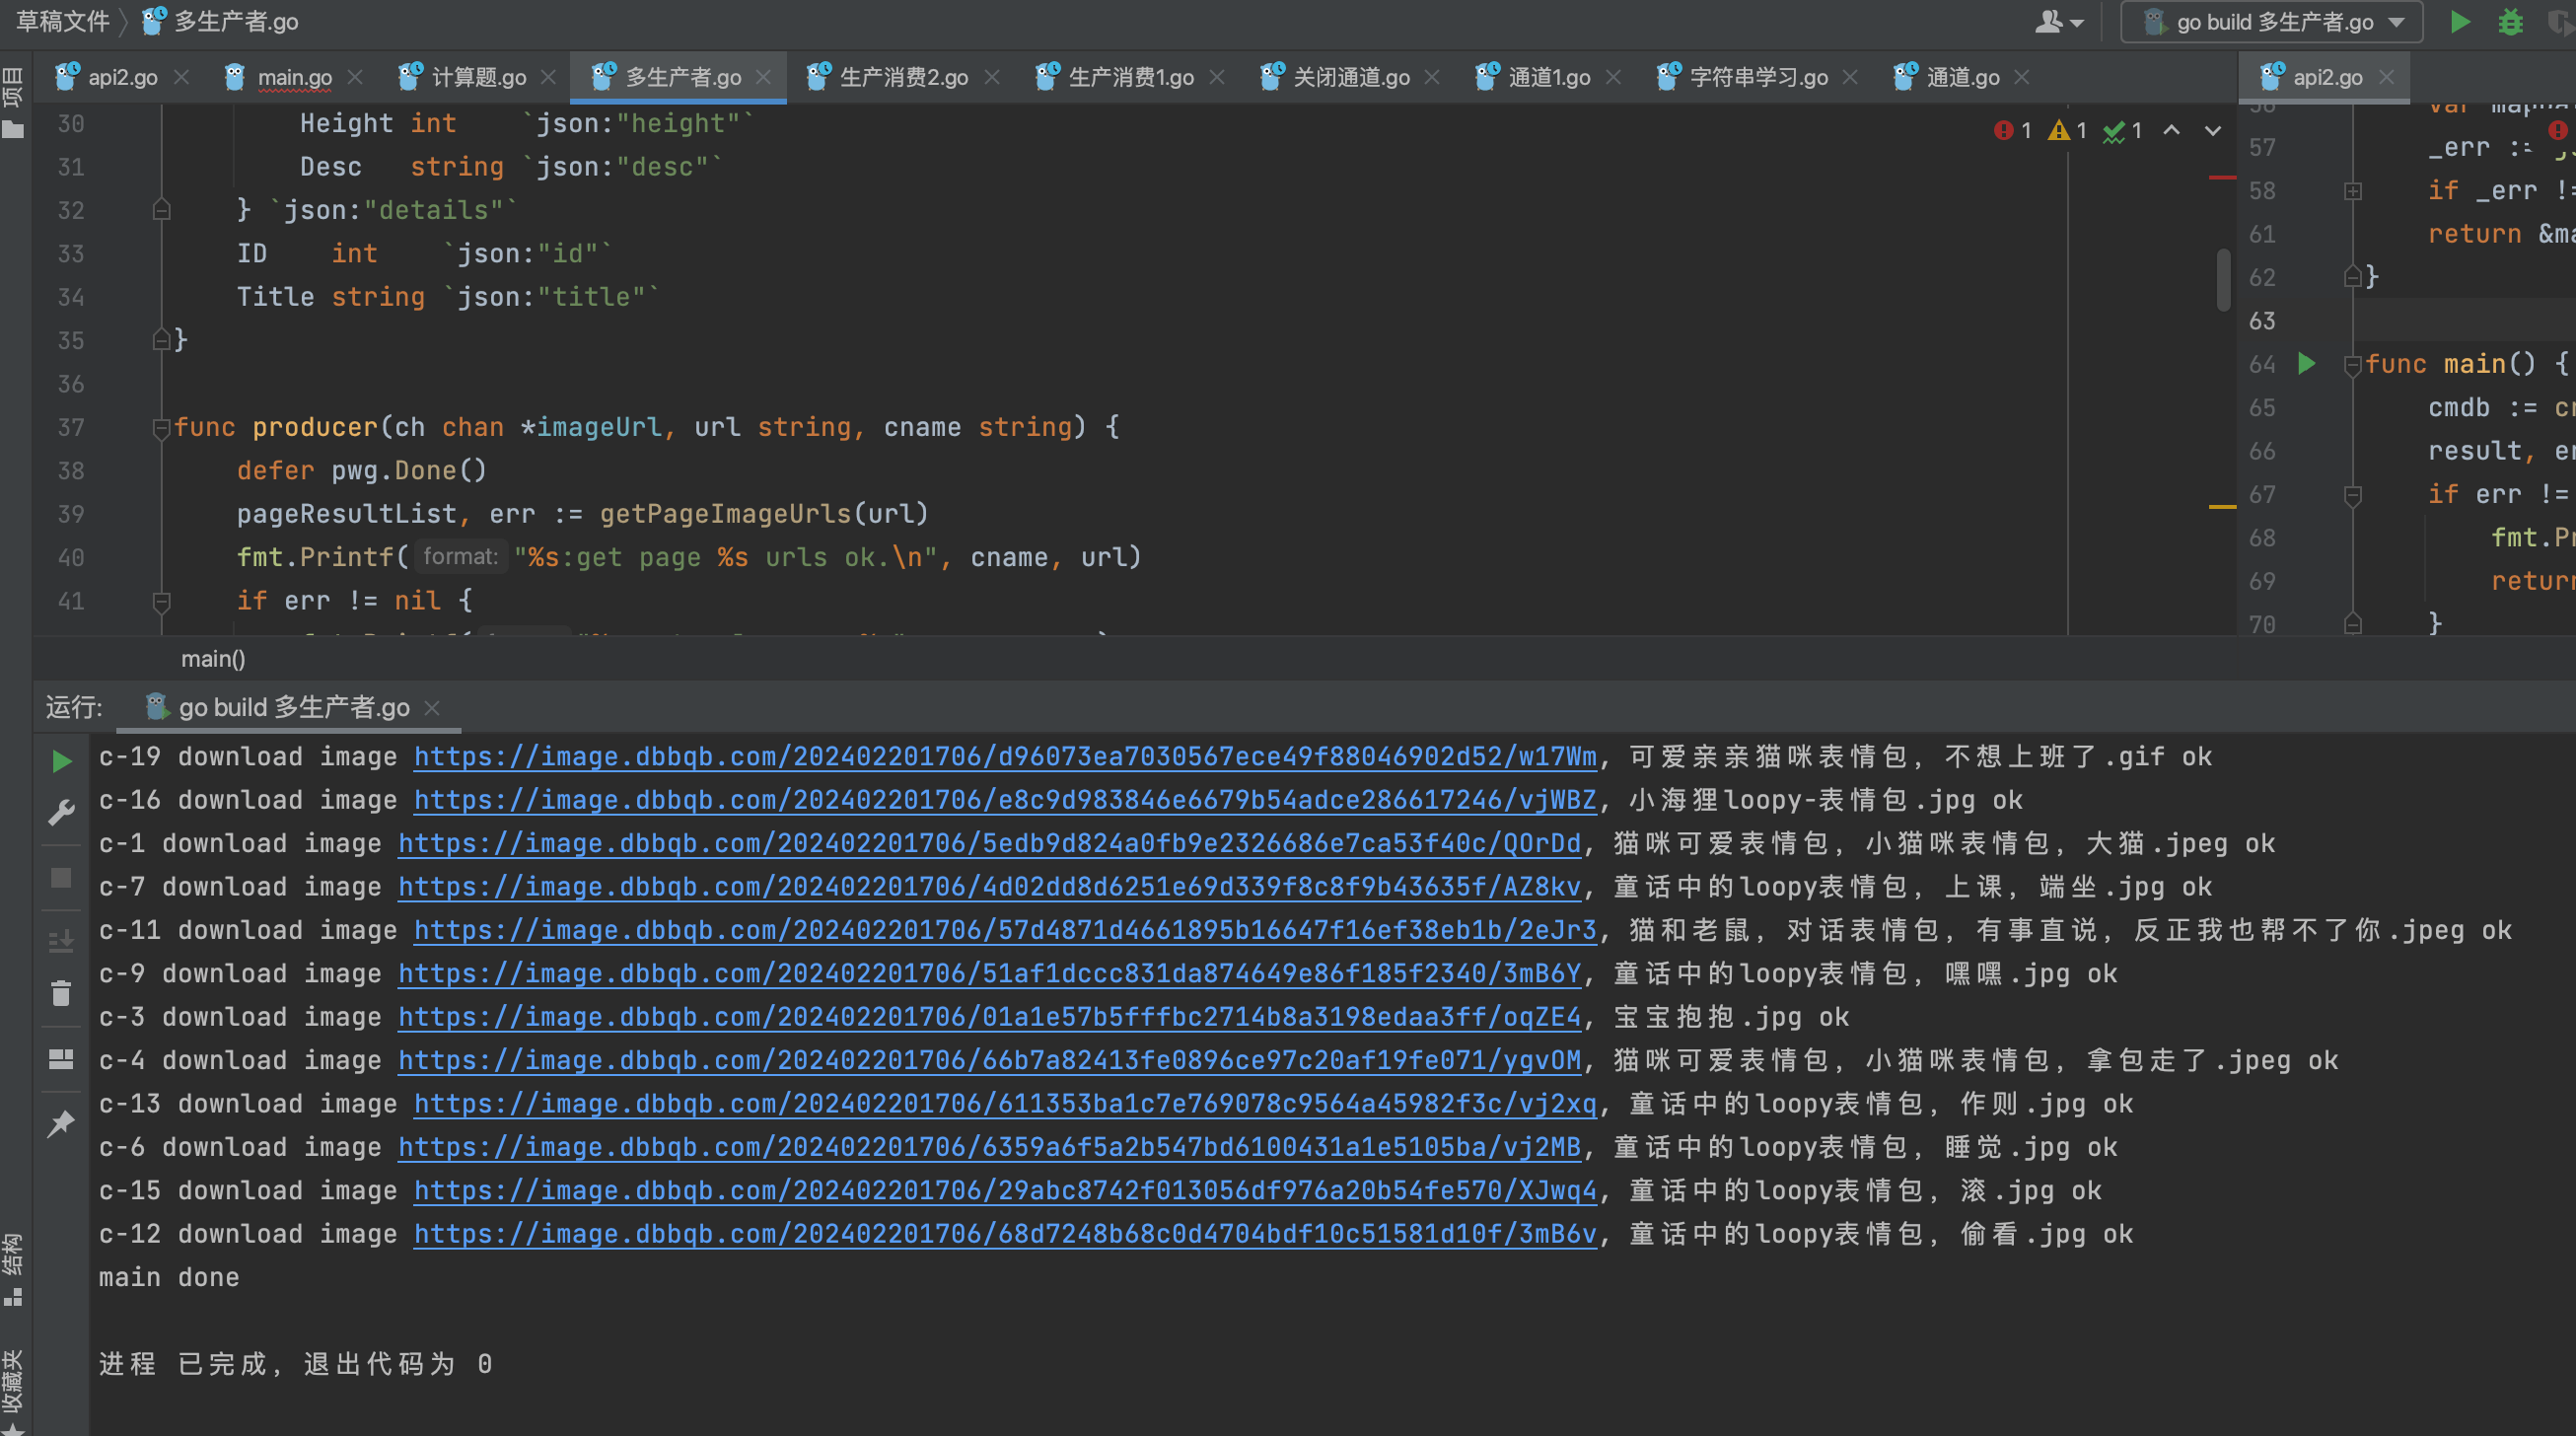 草稿文件 多生产者.go go build 多生产者.go
api2.go main.go 计算题.go 多生产者.go 生产消费2.go 生产消费1.go 关闭通道.go 通道1.go 字符串学习.go 通道.go api2.go
项目
30 Height int `json:"height"`
31 Desc string `json:"desc"`
32 } `json:"details"`
33 ID int `json:"id"`
34 Title string `json:"title"`
35 }
36
37 func producer(ch chan *imageUrl, url string, cname string) {
38 defer pwg.Done()
39 pageResultList, err := getPageImageUrls(url)
40 fmt.Printf( format: "%s:get page %s urls ok.\n", cname, url)
41 if err != nil {
1 1 1
57 _err :=
58 if _err !=
61 return &ma
62 }
63
64 func main() {
65 cmdb :=
66 result,
67 if err !=
68 fmt.Pr
69 return
70 }
main()
运行: go build 多生产者.go
c-19 download image https://image.dbbqb.com/202402201706/d96073ea7030567ece49f88046902d52/w17Wm, 可爱亲亲猫咪表情包, 不想上班了.gif ok
c-16 download image https://image.dbbqb.com/202402201706/e8c9d983846e6679b54adce286617246/vjWBZ, 小海狸loopy-表情包.jpg ok
c-1 download image https://image.dbbqb.com/202402201706/5edb9d824a0fb9e2326686e7ca53f40c/QOrDd, 猫咪可爱表情包, 小猫咪表情包, 大猫.jpeg ok
c-7 download image https://image.dbbqb.com/202402201706/4d02dd8d6251e69d339f8c8f9b43635f/AZ8kv, 童话中的loopy表情包, 上课, 端坐.jpg ok
c-11 download image https://image.dbbqb.com/202402201706/57d4871d4661895b16647f16ef38eb1b/2eJr3, 猫和老鼠, 对话表情包, 有事直说, 反正我也帮不了你.jpeg ok
c-9 download image https://image.dbbqb.com/202402201706/51af1dccc831da874649e86f185f2340/3mB6Y, 童话中的loopy表情包, 嘿嘿.jpg ok
c-3 download image https://image.dbbqb.com/202402201706/01a1e57b5fffbc2714b8a3198edaa3ff/oqZE4, 宝宝抱抱.jpg ok
c-4 download image https://image.dbbqb.com/202402201706/66b7a82413fe0896ce97c20af19fe071/ygvOM, 猫咪可爱表情包, 小猫咪表情包, 拿包走了.jpeg ok
c-13 download image https://image.dbbqb.com/202402201706/611353ba1c7e769078c9564a45982f3c/vj2xq, 童话中的loopy表情包, 作则.jpg ok
c-6 download image https://image.dbbqb.com/202402201706/6359a6f5a2b547bd6100431a1e5105ba/vj2MB, 童话中的loopy表情包, 睡觉.jpg ok
c-15 download image https://image.dbbqb.com/202402201706/29abc8742f013056df976a20b54fe570/XJwq4, 童话中的loopy表情包, 滚.jpg ok
c-12 download image https://image.dbbqb.com/202402201706/68d7248b68c0d4704bdf10c51581d10f/3mB6v, 童话中的loopy表情包, 偷看.jpg ok
main done
结构
进程 已完成, 退出代码为 0
收藏夹